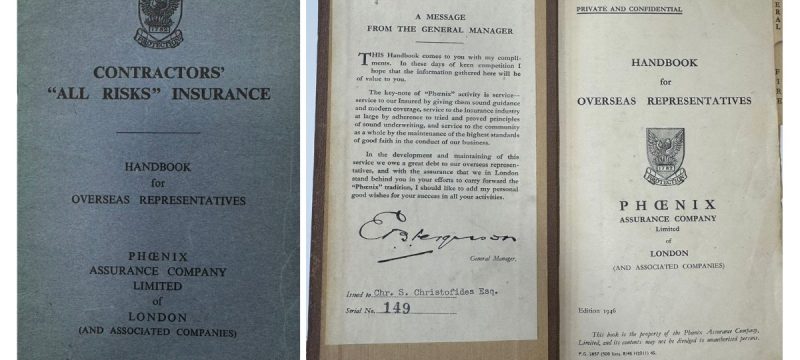 1782
PROTECTOR
CONTRACTORS'
"ALL RISKS" INSURANCE
HANDBOOK
for
OVERSEAS REPRESENTATIVES
PHŒNIX
ASSURANCE COMPANY
LIMITED
of
LONDON
(AND ASSOCIATED COMPANIES)
A MESSAGE
FROM THE GENERAL MANAGER
THIS Handbook comes to you with my compli-
ments. In these days of keen competition I
hope that the information gathered here will be
of value to you.
The key-note of "Phœnix" activity is service—
service to our Insured by giving them sound guidance
and modern coverage, service to the Insurance industry
at large by adherence to tried and proved principles
of sound underwriting, and service to the community
as a whole by the maintenance of the highest standards
of good faith in the conduct of our business.
In the development and maintaining of this
service we owe a great debt to our overseas represen-
tatives, and with the assurance that we in London
stand behind you in your efforts to carry forward the
"Phœnix" tradition, I should like to add my personal
good wishes for your success in all your activities.
General Manager.
Issued to Chr. S. Christofides Esq.
Serial No. 149
PRIVATE AND CONFIDENTIAL
HANDBOOK
for
OVERSEAS REPRESENTATIVES
PHŒNIX
ASSURANCE COMPANY
Limited
of
LONDON
(AND ASSOCIATED COMPANIES)
Edition 1946
This book is the property of the Phœnix Assurance Company,
Limited, and its contents may not be divulged to unauthorised persons.